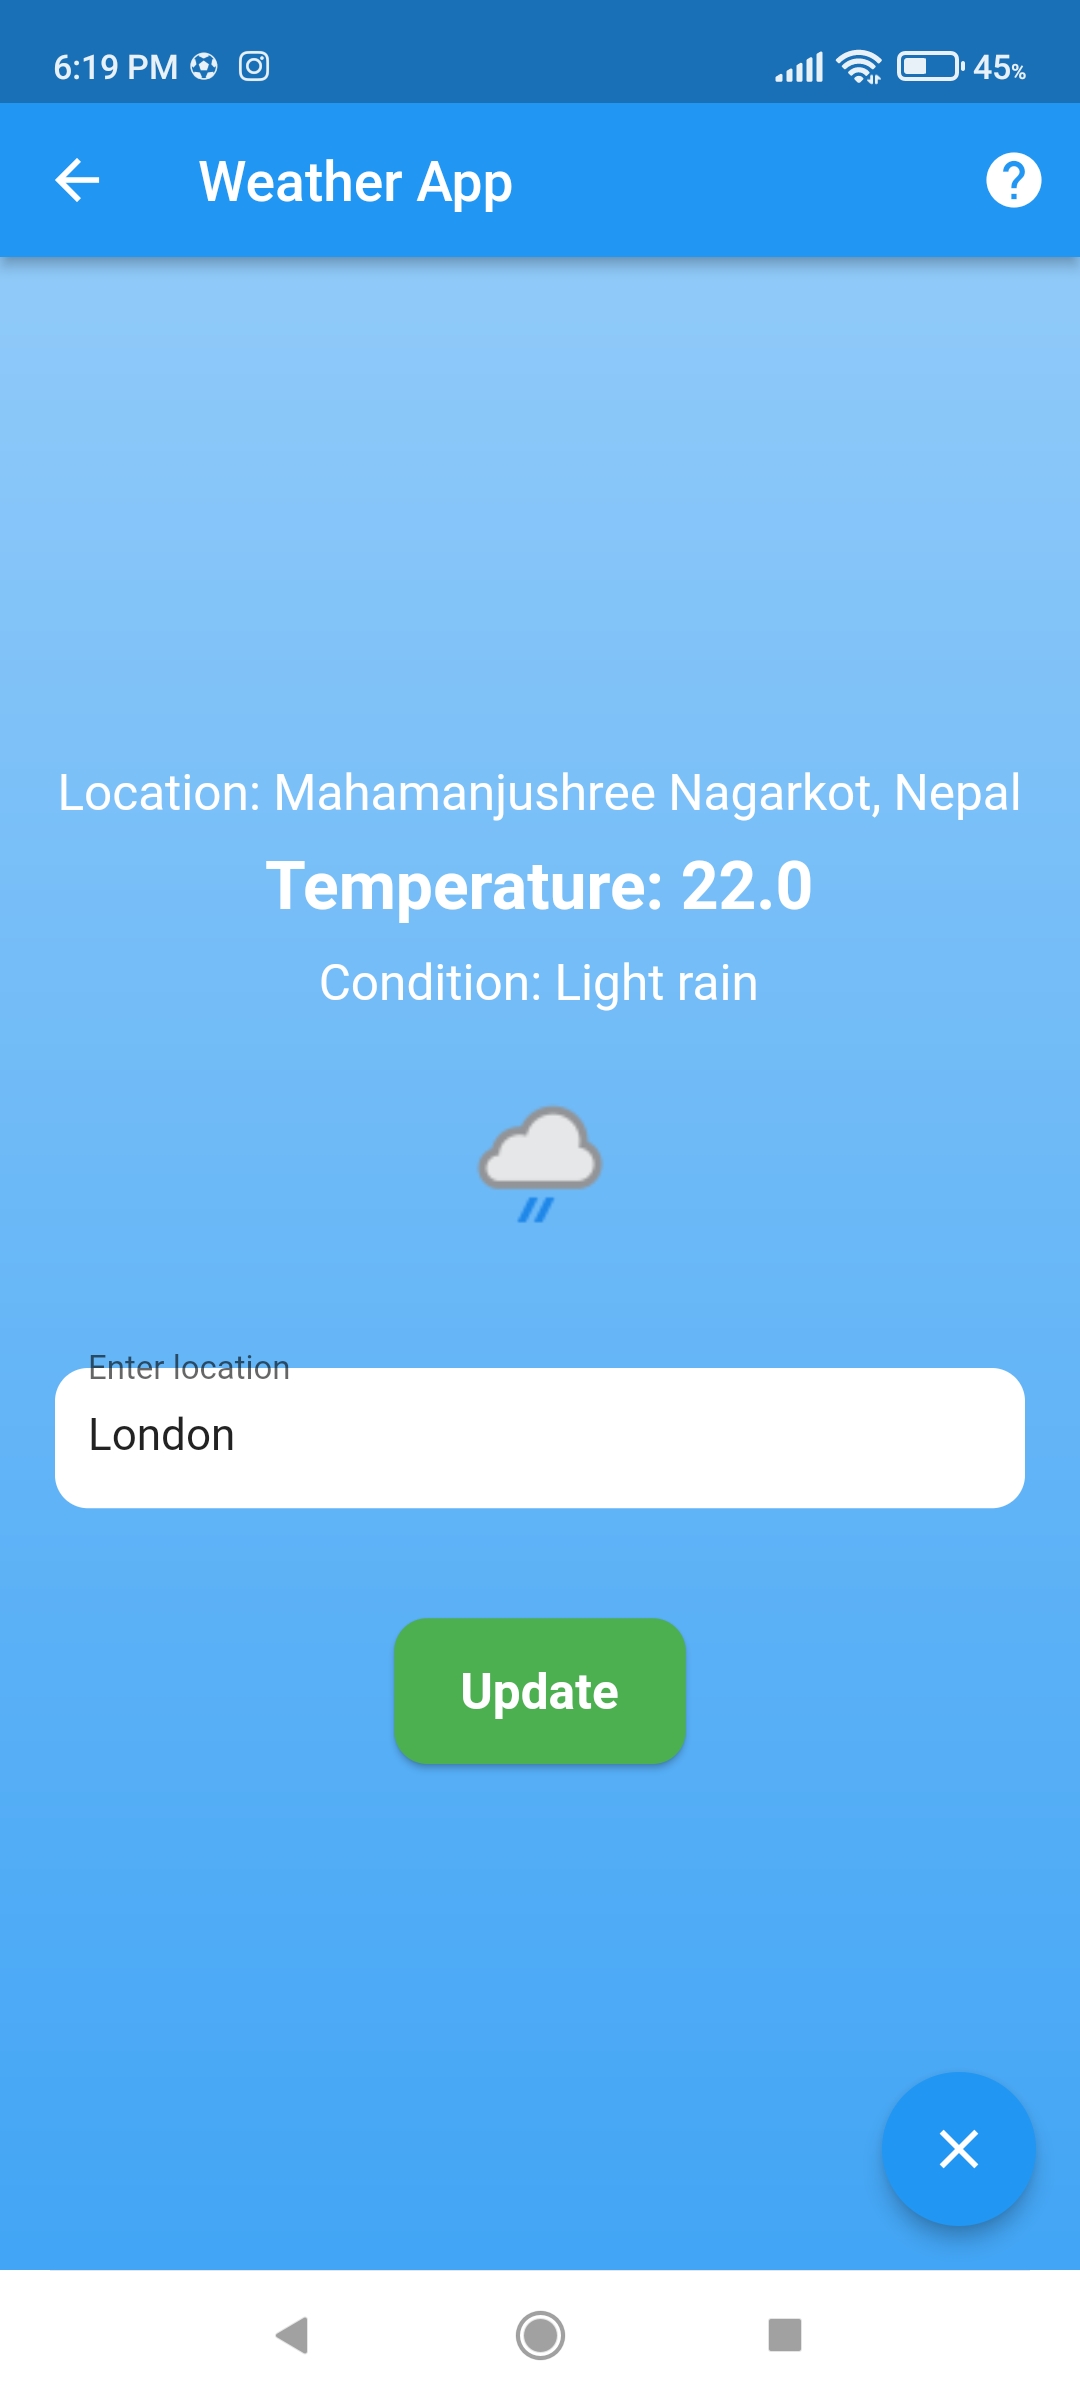 6:19 PM 45%
Weather App
Location: Mahamanjushree Nagarkot, Nepal
Temperature: 22.0
Condition: Light rain
Enter location
London
Update